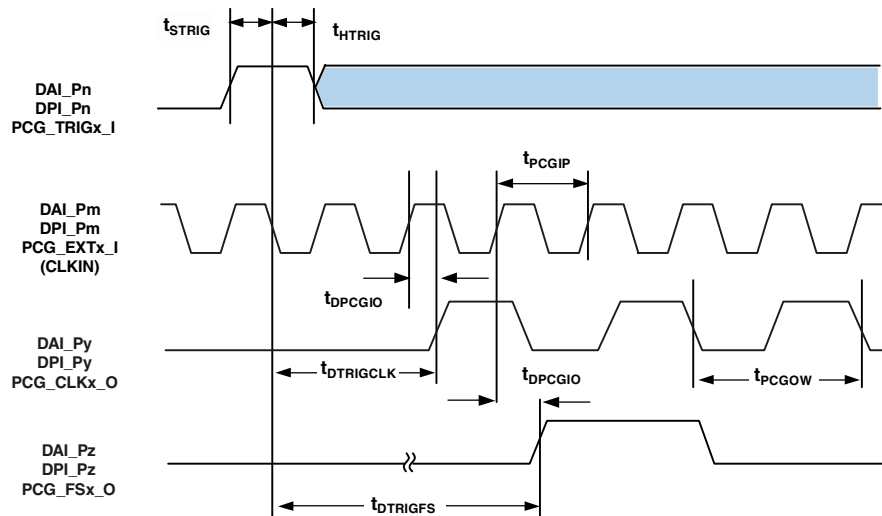 tSTRIG
tHTRIG
DAI_Pn
DPI_Pn
PCG_TRIGx_I
tPCGIP
DAI_Pm
DPI_Pm
PCG_EXTx_I
(CLKIN)
tDPCGIO
DAI_Py
DPI_Py
PCG_CLKx_O
tDTRIGCLK
tDPCGIO
tPCGOW
DAI_Pz
DPI_Pz
PCG_FSx_O
tDTRIGFS